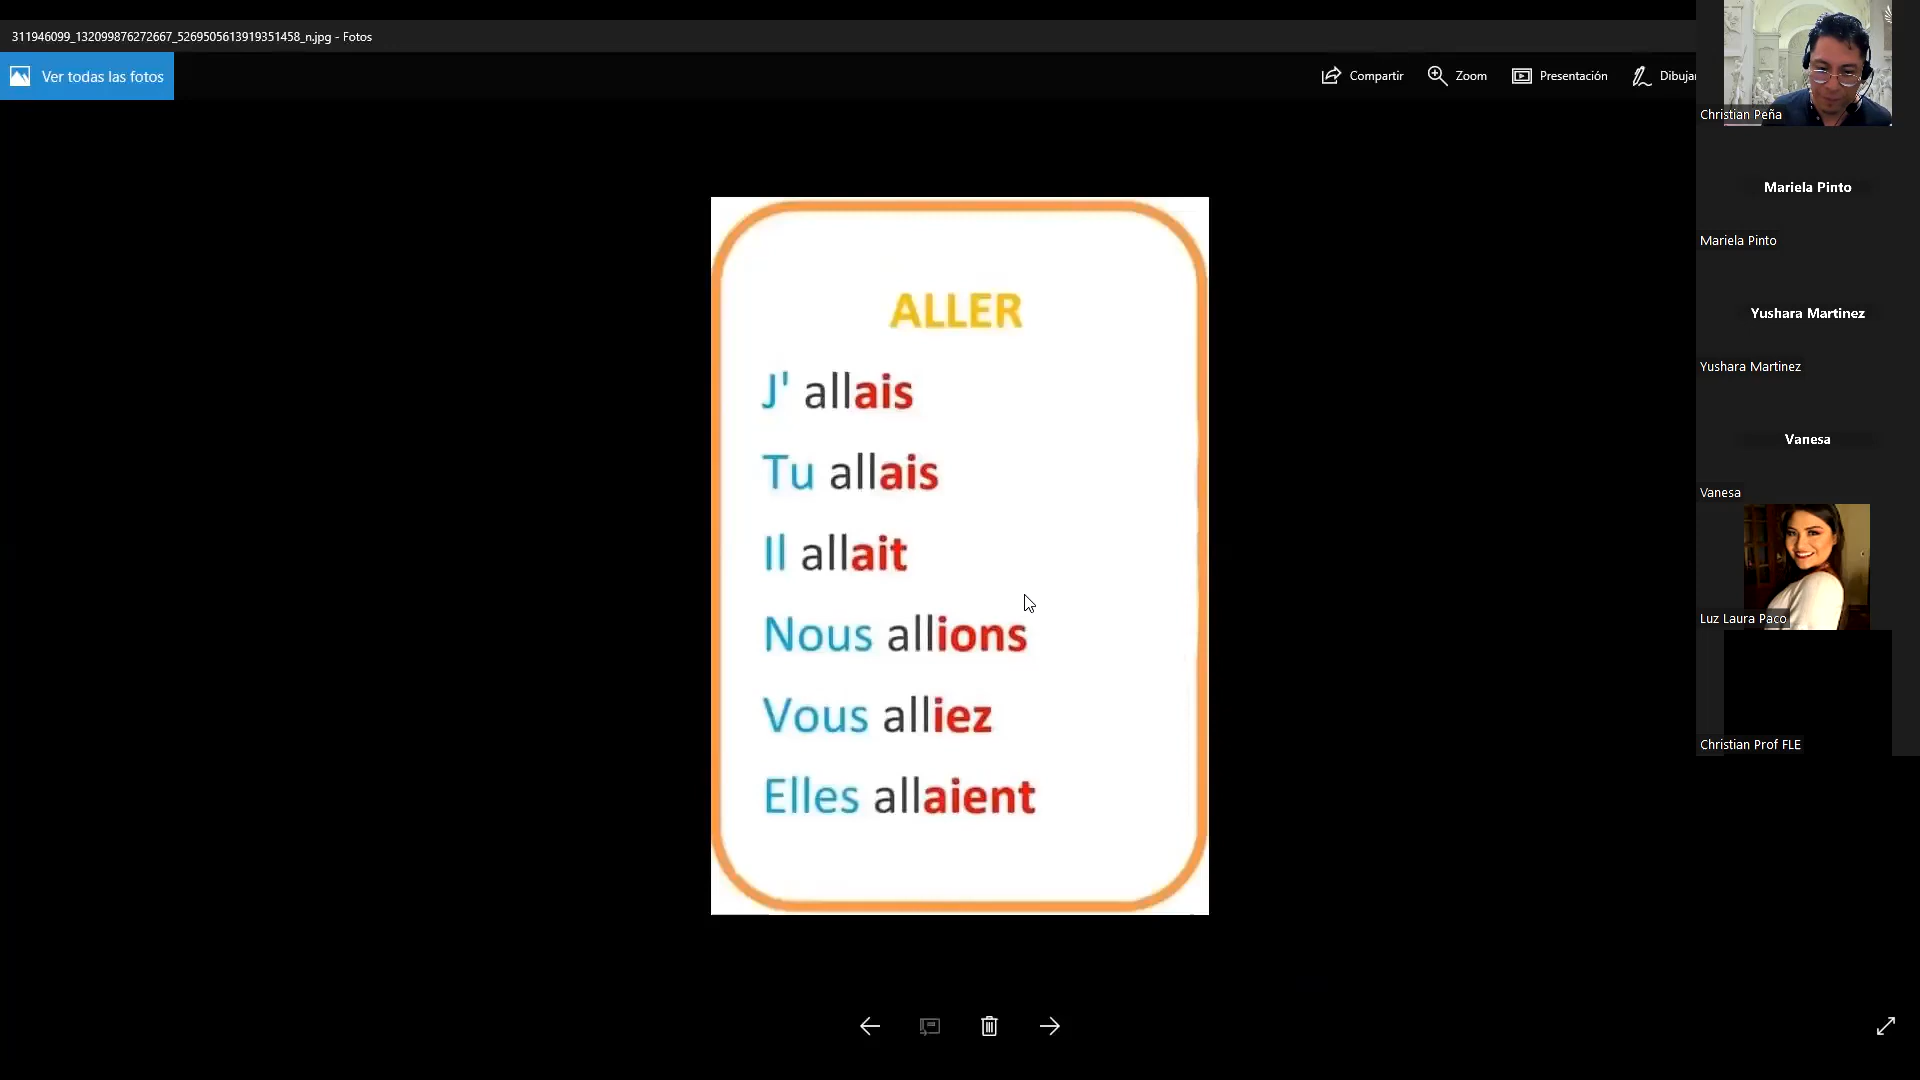 311946099_132099876272667_5269505613919351458_n.jpg - Fotos
Ver todas las fotos
Compartir
Zoom
Presentación
Dibujar
ALLER
J' allais
Tu allais
Il allait
Nous allions
Vous alliez
Elles allaient
Christian Peña
Mariela Pinto
Mariela Pinto
Yushara Martinez
Yushara Martinez
Vanesa
Vanesa
Luz Laura Paco
Christian Prof FLE